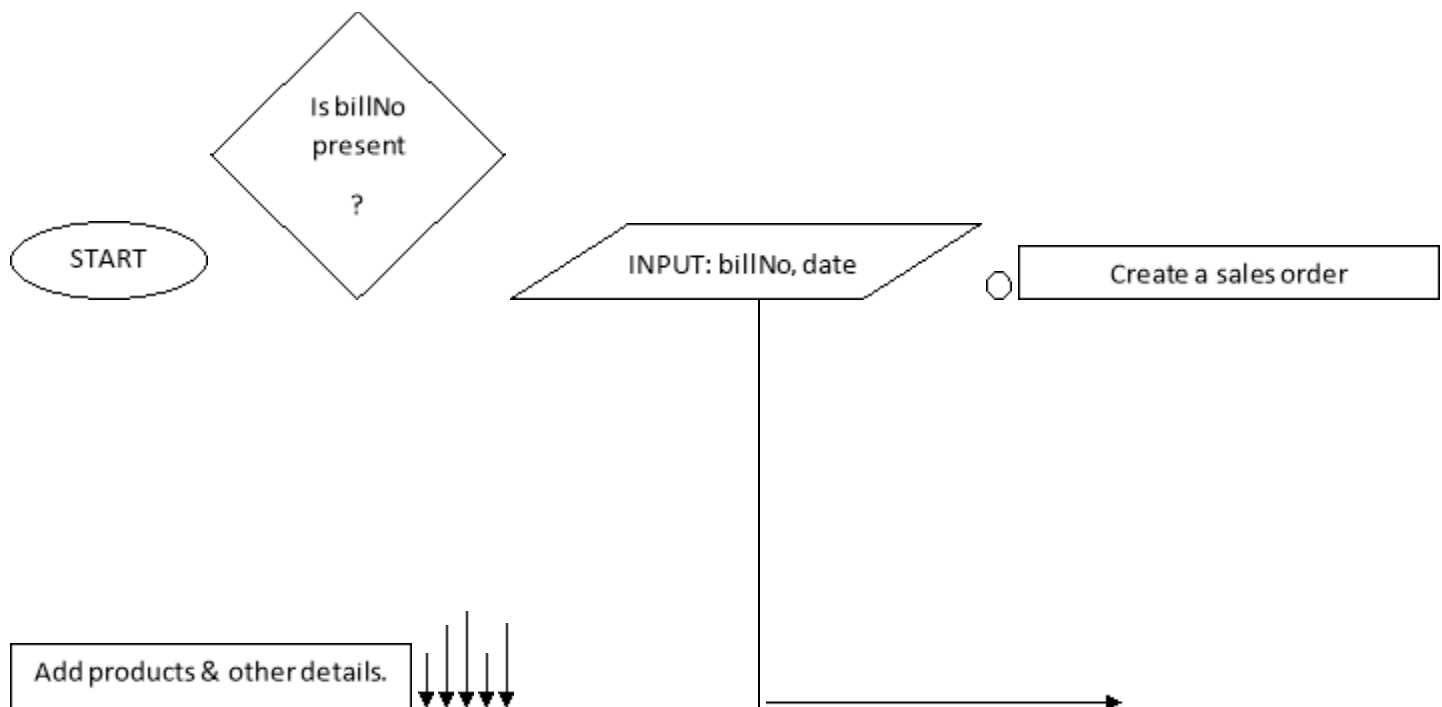 Is billNo
present
?
START
INPUT: billNo, date
Create a sales order
Add products & other details.